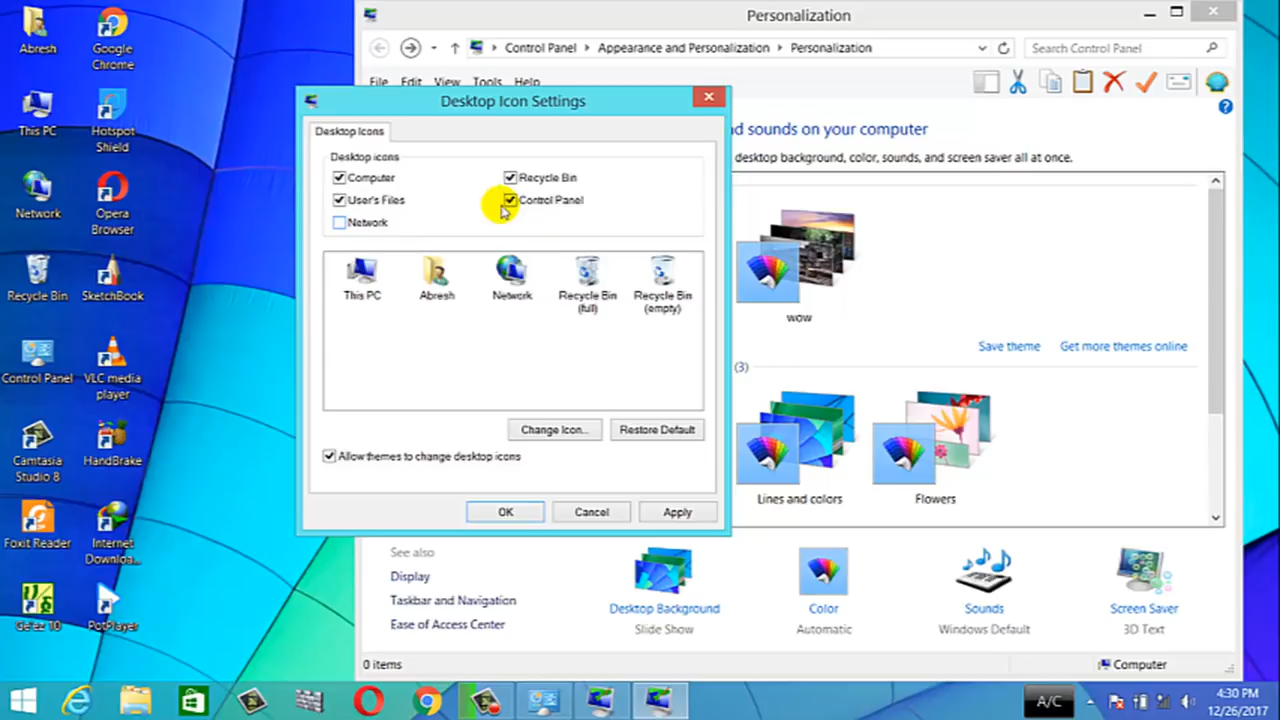 Personalization
Control Panel
Appearance and Personalization
Personalization
Search Control Panel
File Edit View Tools Help
Desktop Icon Settings
Desktop Icons
Desktop icons
Computer
Recycle Bin
User's Files
Control Panel
Network
This PC
Abresh
Network
Recycle Bin
(full)
Recycle Bin
(empty)
Change Icon...
Restore Default
Allow themes to change desktop icons
OK
Cancel
Apply
d sounds on your computer
desktop background, color, sounds, and screen saver all at once.
wow
Save theme
Get more themes online
(3)
Lines and colors
Flowers
See also
Display
Taskbar and Navigation
Ease of Access Center
Desktop Background
Slide Show
Color
Automatic
Sounds
Windows Default
Screen Saver
3D Text
0 items
Computer
Abresh
Google
Chrome
This PC
Hotspot
Shield
Network
Opera
Browser
Recycle Bin
SketchBook
Control Panel
VLC media
player
Camtasia
Studio 8
HandBrake
Foxit Reader
Internet
Downloa...
Ge'ez 10
PotPlayer
A/C
4:30 PM
12/26/2017